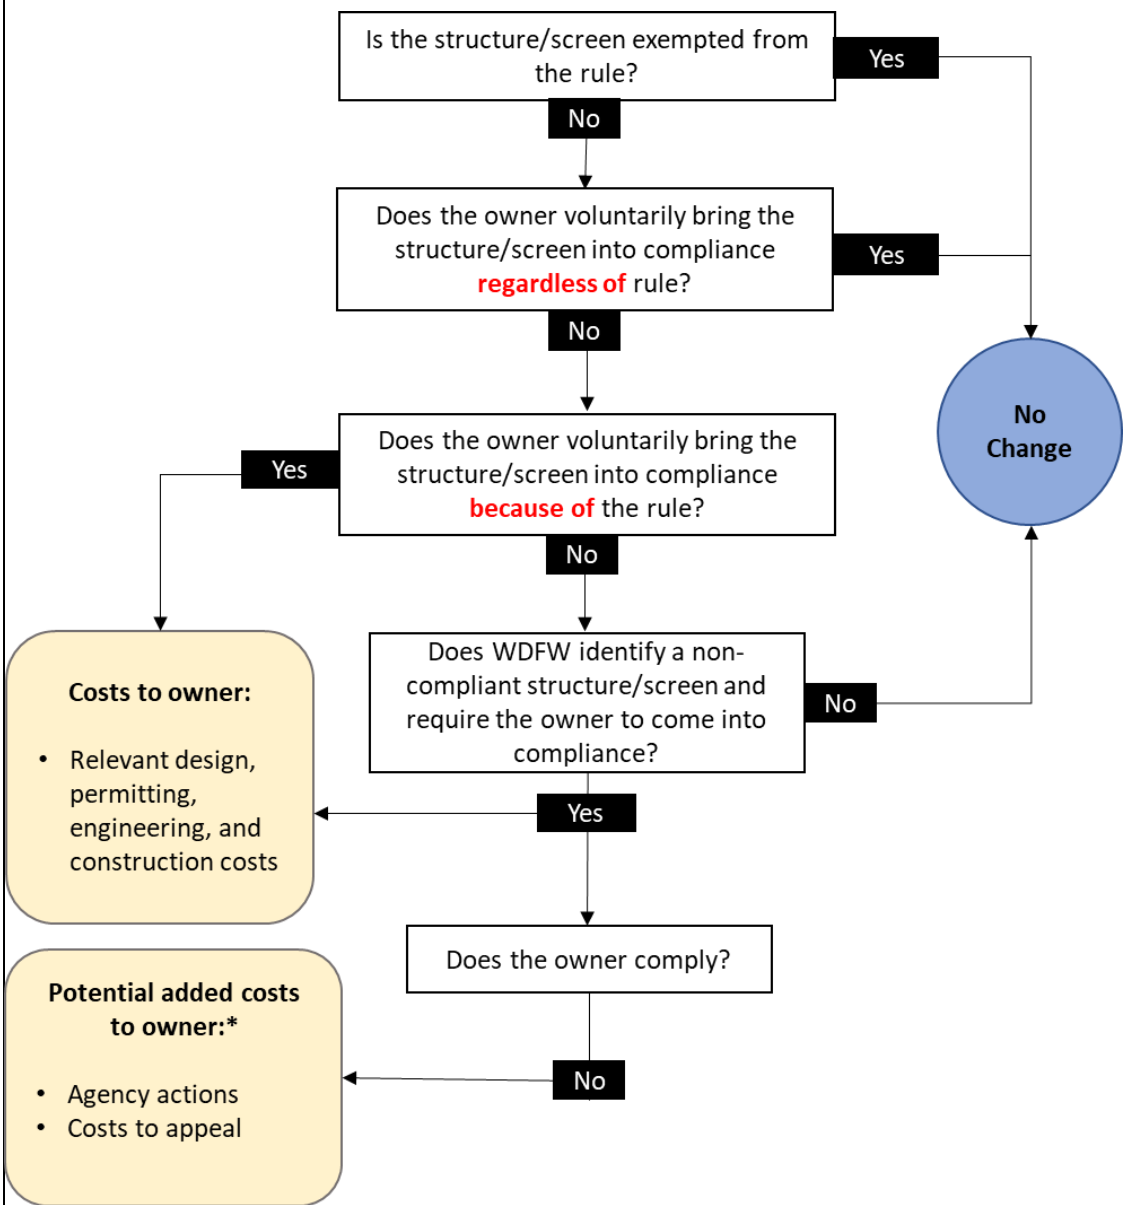 Is the structure/screen exempted from
the rule?
Yes
No
Does the owner voluntarily bring the
structure/screen into compliance
regardless of rule?
Yes
No
No
Change
Does the owner voluntarily bring the
structure/screen into compliance
because of the rule?
Yes
No
Does WDFW identify a non-
compliant structure/screen and
require the owner to come into
compliance?
No
Yes
Costs to owner:
• Relevant design,
permitting,
engineering, and
construction costs
Does the owner comply?
No
Potential added costs
to owner:*
• Agency actions
• Costs to appeal